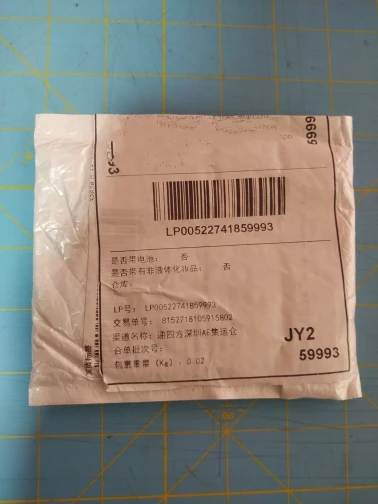 59993
LP00522741859993
是否带电池： 否
是否带有非液体化妆品： 否
仓库：
LP号： LP00522741859993
交易单号： 8152718105915802
渠道名称：递四方深圳AE集运仓
合单批次号：
包裹重量（Kg）：0.02
JY2
59993